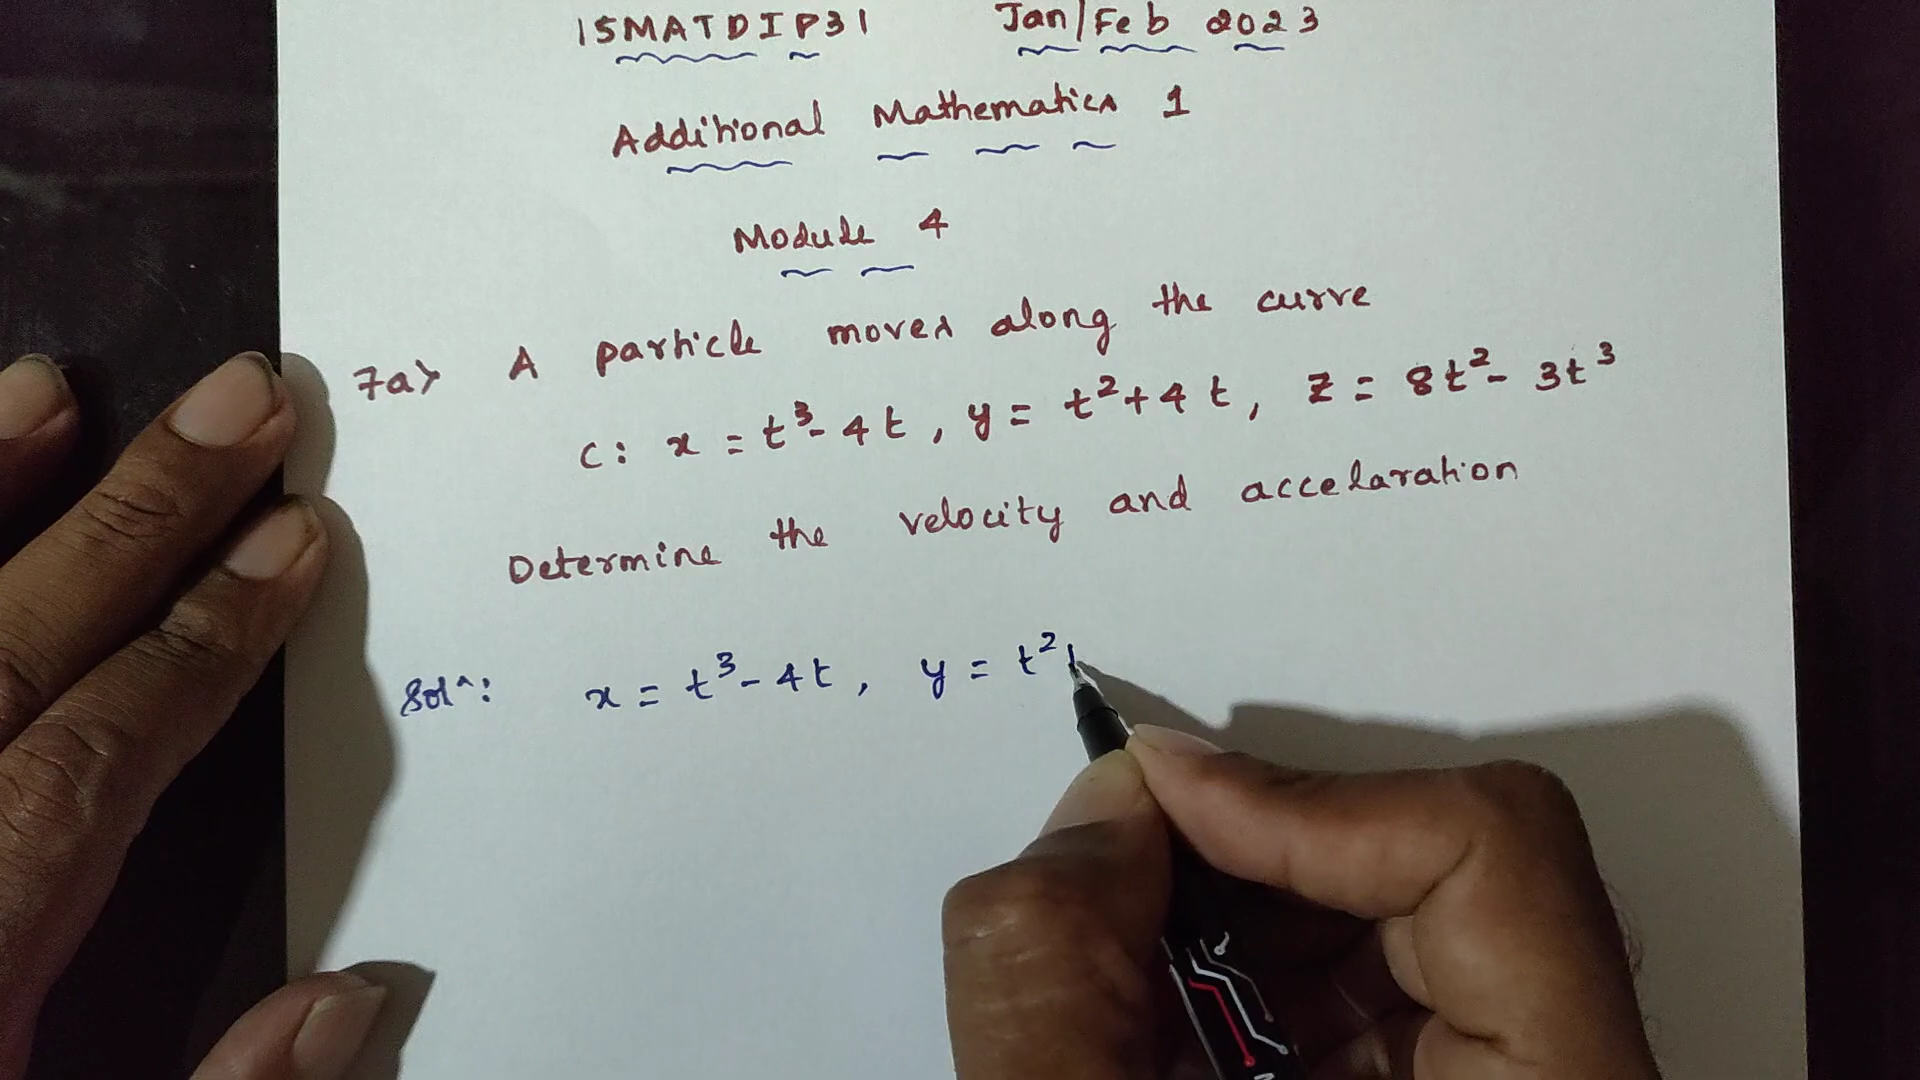 15MATDIP31 Jan/Feb 2023
Additional Mathematics 1
Module 4
7a> A particle moves along the curve
C: x = t³- 4t, y = t²+4t, z = 8t²- 3t³
Determine the velocity and accelaration
Solⁿ: x = t³- 4t, y = t²